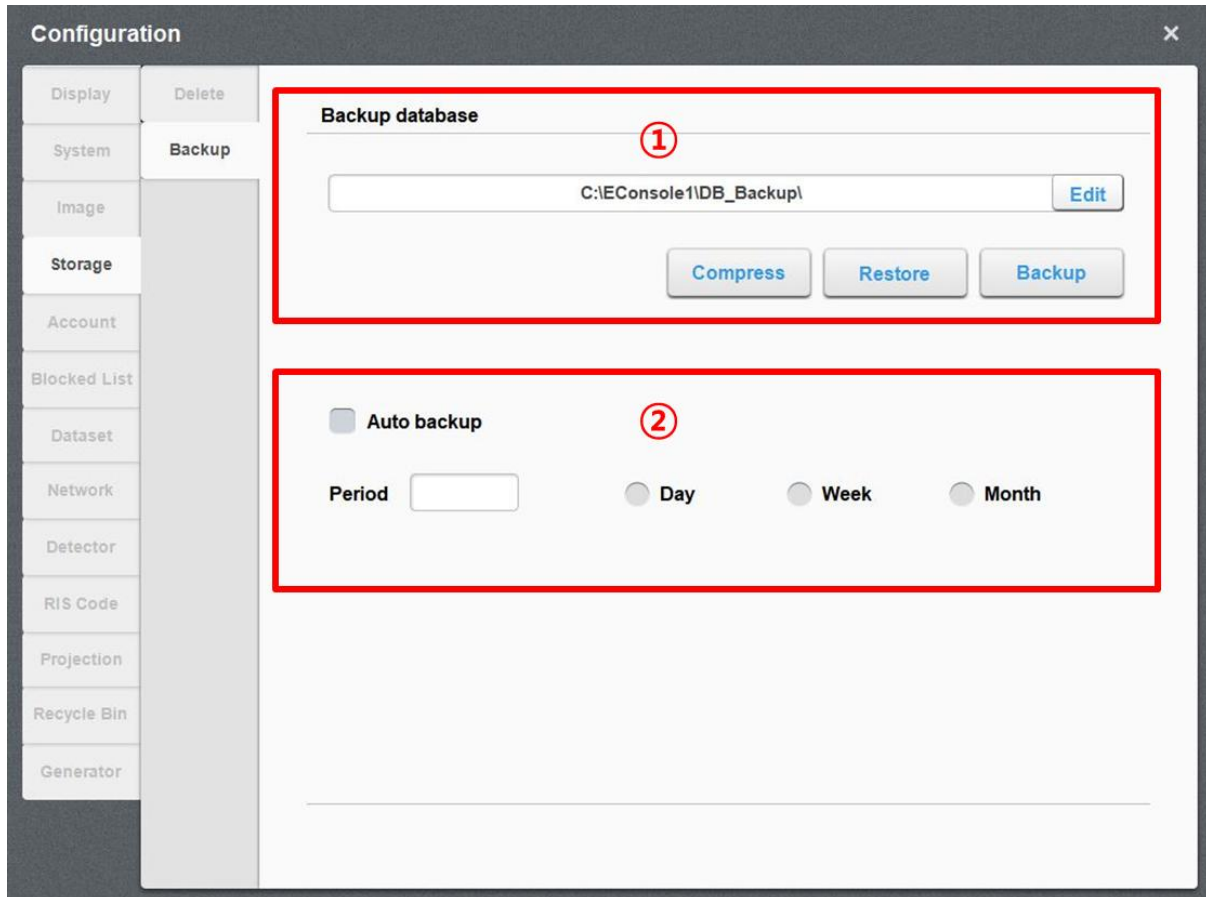 Configuration
×
Display
System
Image
Storage
Account
Blocked List
Dataset
Network
Detector
RIS Code
Projection
Recycle Bin
Generator
Delete
Backup
Backup database
①
C:\EConsole1\DB_Backup\
Edit
Compress Restore Backup
Auto backup
②
Period Day Week Month